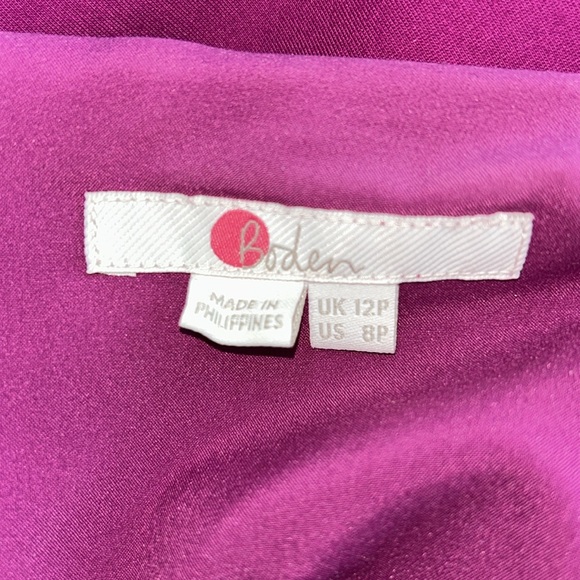 Boden
MADE IN
PHILIPPINES
UK 12P
US 8P